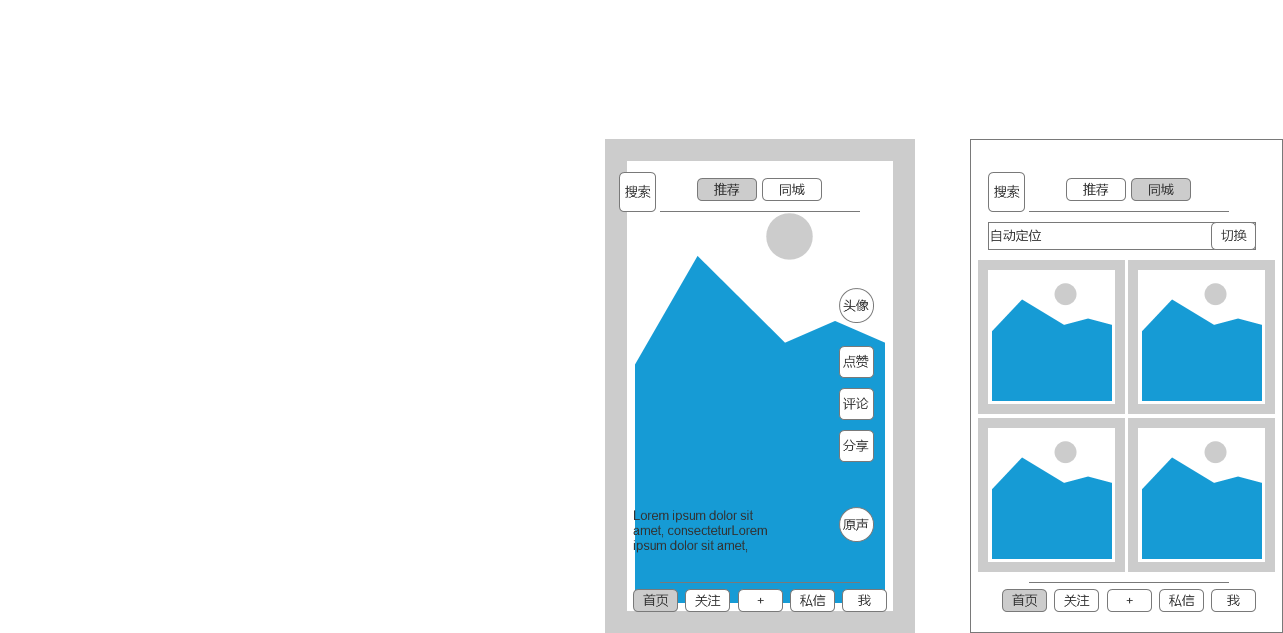 搜索
推荐
同城
头像
点赞
评论
分享
原声
Lorem ipsum dolor sit
amet, consecteturLorem
ipsum dolor sit amet,
首页
关注
+
私信
我
搜索
推荐
同城
自动定位
切换
首页
关注
+
私信
我